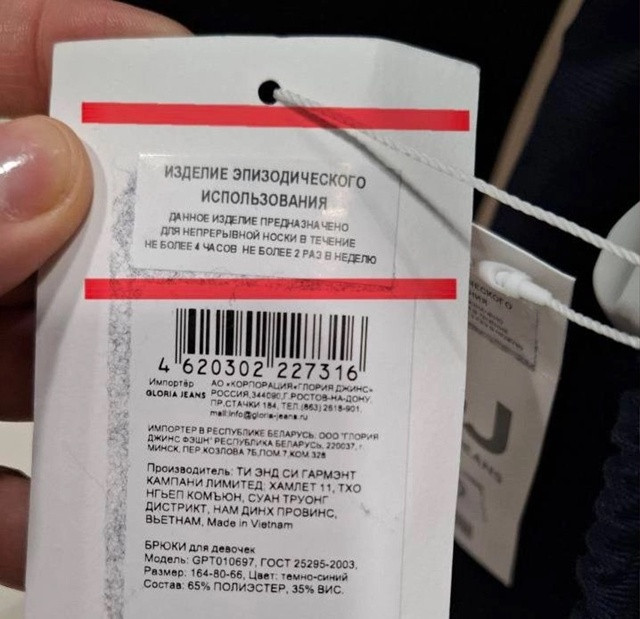 ИЗДЕЛИЕ ЭПИЗОДИЧЕСКОГО
ИСПОЛЬЗОВАНИЯ
ДАННОЕ ИЗДЕЛИЕ ПРЕДНАЗНАЧЕНО
ДЛЯ НЕПРЕРЫВНОЙ НОСКИ В ТЕЧЕНИЕ
НЕ БОЛЕЕ 4 ЧАСОВ НЕ БОЛЕЕ 2 РАЗ В НЕДЕЛЮ
4 620302 227316
Импортёр АО «КОРПОРАЦИЯ«ГЛОРИЯ ДЖИНС»
GLORIA JEANS РОССИЯ,344090,Г.РОСТОВ-НА-ДОНУ,
ПР.СТАЧКИ 184, ТЕЛ.(863) 2618-901,
mail:info@gloria-jeans.ru
ИМПОРТЕР В РЕСПУБЛИКЕ БЕЛАРУСЬ: ООО "ГЛОРИЯ
ДЖИНС ФЭШН" РЕСПУБЛИКА БЕЛАРУСЬ, 220037, г
МИНСК, ПЕР.КОЗЛОВА 7Б,ПОМ.7,КОМ.328
Производитель: ТИ ЭНД СИ ГАРМЭНТ
КАМПАНИ ЛИМИТЕД: ХАМЛЕТ 11, ТХО
НГЬЕП КОМЪЮН, СУАН ТРУОНГ
ДИСТРИКТ, НАМ ДИНХ ПРОВИНС,
ВЬЕТНАМ, Made in Vietnam
БРЮКИ для девочек
Модель: GPT010697, ГОСТ 25295-2003,
Размер: 164-80-66, Цвет: темно-синий
Состав: 65% ПОЛИЭСТЕР, 35% ВИС.